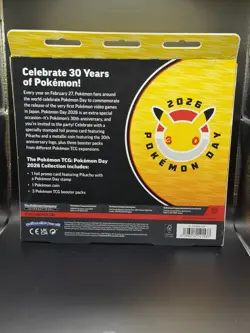 Celebrate 30 Years
of Pokémon!
Every year on February 27, Pokémon fans around
the world celebrate Pokémon Day to commemorate
the release of the very first Pokémon video games
in Japan. Pokémon Day 2026 is an extra special
occasion—it's Pokémon's 30th anniversary, and
you're invited to the party! Celebrate with a
specially stamped foil promo card featuring
Pikachu and a metallic coin featuring the 30th
anniversary logo, plus three booster packs
from different Pokémon TCG expansions.
The Pokémon TCG: Pokémon Day
2026 Collection includes:
• 1 foil promo card featuring Pikachu with
a Pokémon Day stamp
• 1 Pokémon coin
• 3 Pokémon TCG booster packs
2026
30
POKÉMON DAY